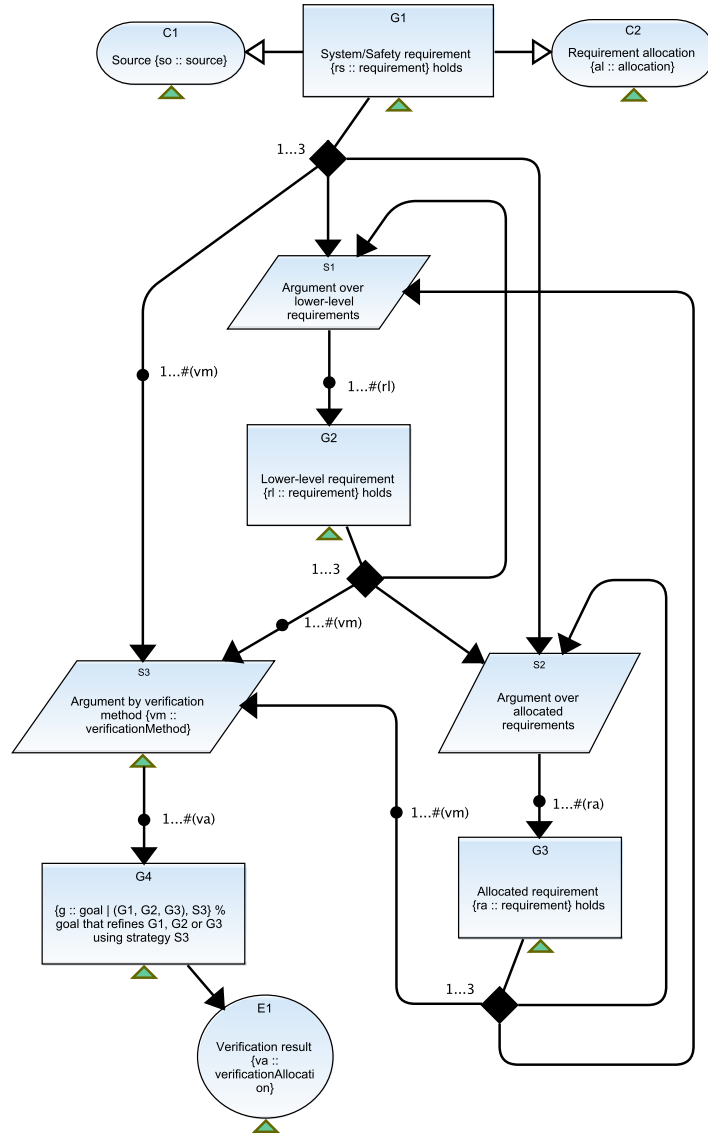 G1
System/Safety requirement
{rs :: requirement} holds
C1
Source {so :: source}
C2
Requirement allocation
{al :: allocation}
1...3
S1
Argument over
lower-level
requirements
1...#(vm)
1...#(rl)
G2
Lower-level requirement
{rl :: requirement} holds
1...3
1...#(vm)
S3
Argument by verification
method {vm ::
verificationMethod}
S2
Argument over
allocated
requirements
1...#(va)
1...#(vm)
1...#(ra)
G4
{g :: goal | (G1, G2, G3), S3} %
goal that refines G1, G2 or G3
using strategy S3
G3
Allocated requirement
{ra :: requirement} holds
1...3
E1
Verification result
{va ::
verificationAllocati
on}